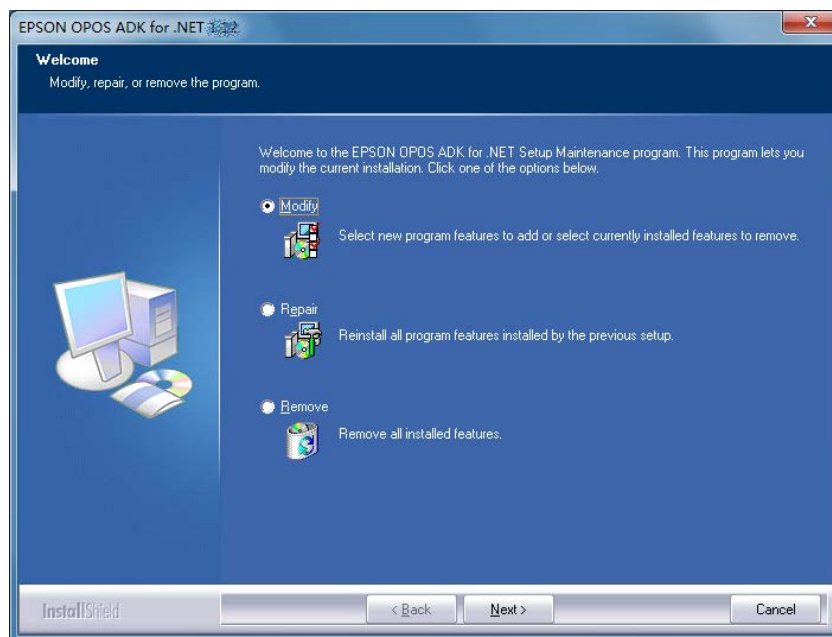 EPSON OPOS ADK for .NET
Welcome
Modify, repair, or remove the program.
Welcome to the EPSON OPOS ADK for .NET Setup Maintenance program. This program lets you
modify the current installation. Click one of the options below.
Modify
Select new program features to add or select currently installed features to remove.
Repair
Reinstall all program features installed by the previous setup.
Remove
Remove all installed features.
InstallShield
< Back
Next >
Cancel